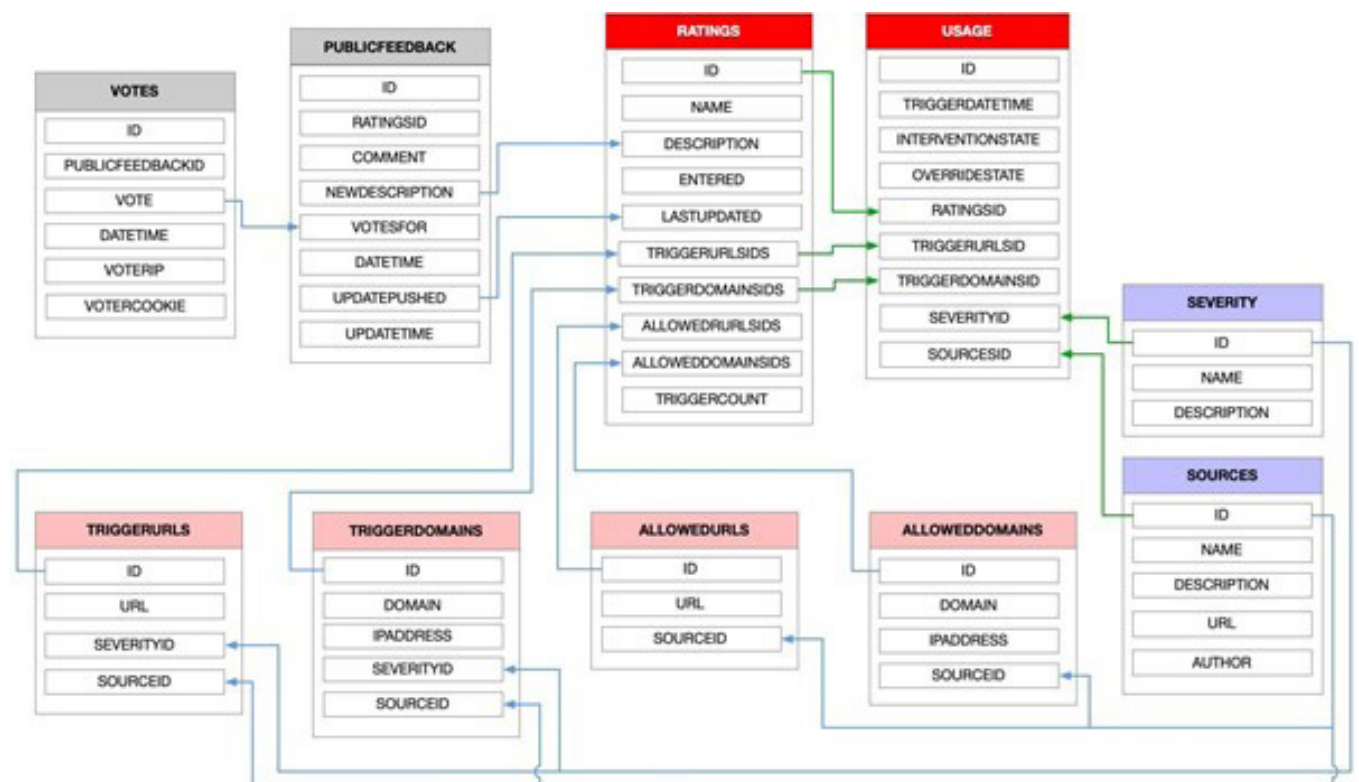 VOTES
ID
PUBLICFEEDBACKID
VOTE
DATETIME
VOTERIP
VOTERCOOKIE
PUBLICFEEDBACK
ID
RATINGSID
COMMENT
NEWDESCRIPTION
VOTESFOR
DATETIME
UPDATEPUSHED
UPDATETIME
RATINGS
ID
NAME
DESCRIPTION
ENTERED
LASTUPDATED
TRIGGERURLSIDS
TRIGGERDOMAINSIDS
ALLOWEDRURLSIDS
ALLOWEDDOMAINSIDS
TRIGGERCOUNT
USAGE
ID
TRIGGERDATETIME
INTERVENTIONSTATE
OVERRIDESTATE
RATINGSID
TRIGGERURLSID
TRIGGERDOMAINSID
SEVERITYID
SOURCESID
SEVERITY
ID
NAME
DESCRIPTION
SOURCES
ID
NAME
DESCRIPTION
URL
AUTHOR
TRIGGERURLS
ID
URL
SEVERITYID
SOURCEID
TRIGGERDOMAINS
ID
DOMAIN
IPADDRESS
SEVERITYID
SOURCEID
ALLOWEDURLS
ID
URL
SOURCEID
ALLOWEDDOMAINS
ID
DOMAIN
IPADDRESS
SOURCEID